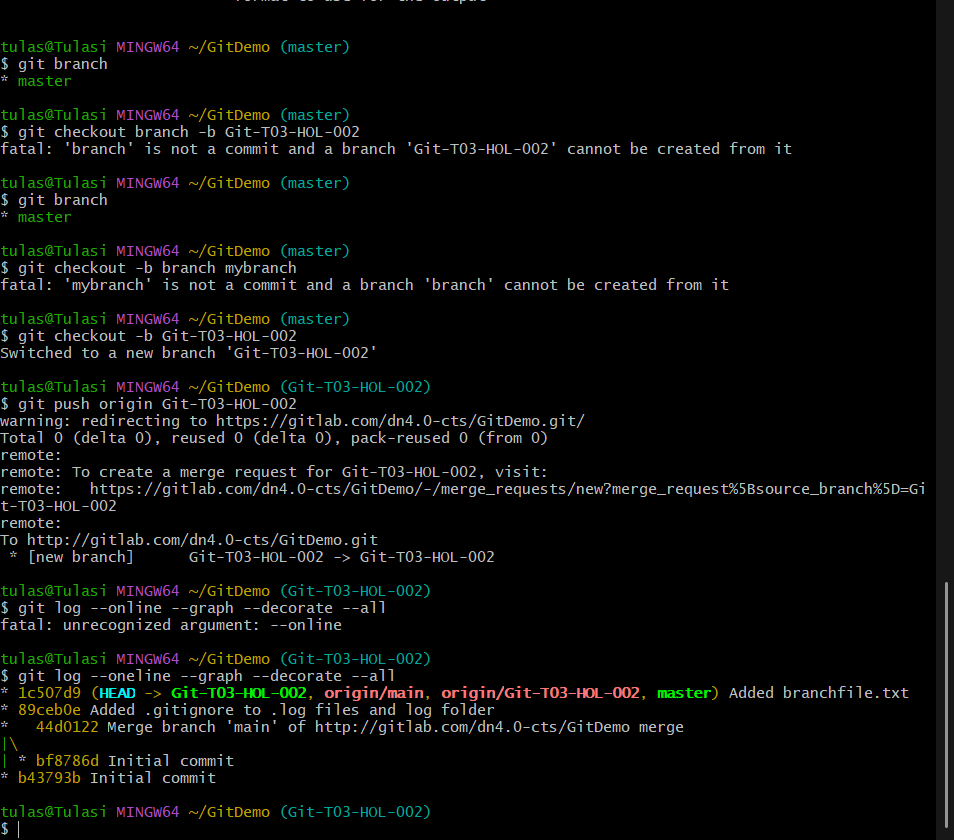 format to use for the output
tulas@Tulasi MINGW64 ~/GitDemo (master)
$ git branch
* master
tulas@Tulasi MINGW64 ~/GitDemo (master)
$ git checkout branch -b Git-T03-HOL-002
fatal: 'branch' is not a commit and a branch 'Git-T03-HOL-002' cannot be created from it
tulas@Tulasi MINGW64 ~/GitDemo (master)
$ git branch
* master
tulas@Tulasi MINGW64 ~/GitDemo (master)
$ git checkout -b branch mybranch
fatal: 'mybranch' is not a commit and a branch 'branch' cannot be created from it
tulas@Tulasi MINGW64 ~/GitDemo (master)
$ git checkout -b Git-T03-HOL-002
Switched to a new branch 'Git-T03-HOL-002'
tulas@Tulasi MINGW64 ~/GitDemo (Git-T03-HOL-002)
$ git push origin Git-T03-HOL-002
warning: redirecting to https://gitlab.com/dn4.0-cts/GitDemo.git/
Total 0 (delta 0), reused 0 (delta 0), pack-reused 0 (from 0)
remote:
remote: To create a merge request for Git-T03-HOL-002, visit:
remote:   https://gitlab.com/dn4.0-cts/GitDemo/-/merge_requests/new?merge_request%5Bsource_branch%5D=Gi
t-T03-HOL-002
remote:
To http://gitlab.com/dn4.0-cts/GitDemo.git
 * [new branch]      Git-T03-HOL-002 -> Git-T03-HOL-002
tulas@Tulasi MINGW64 ~/GitDemo (Git-T03-HOL-002)
$ git log --online --graph --decorate --all
fatal: unrecognized argument: --online
tulas@Tulasi MINGW64 ~/GitDemo (Git-T03-HOL-002)
$ git log --oneline --graph --decorate --all
* 1c507d9 (HEAD -> Git-T03-HOL-002, origin/main, origin/Git-T03-HOL-002, master) Added branchfile.txt
* 89ceb0e Added .gitignore to .log files and log folder
*   44d0122 Merge branch 'main' of http://gitlab.com/dn4.0-cts/GitDemo merge
|\
| * bf8786d Initial commit
* b43793b Initial commit
tulas@Tulasi MINGW64 ~/GitDemo (Git-T03-HOL-002)
$